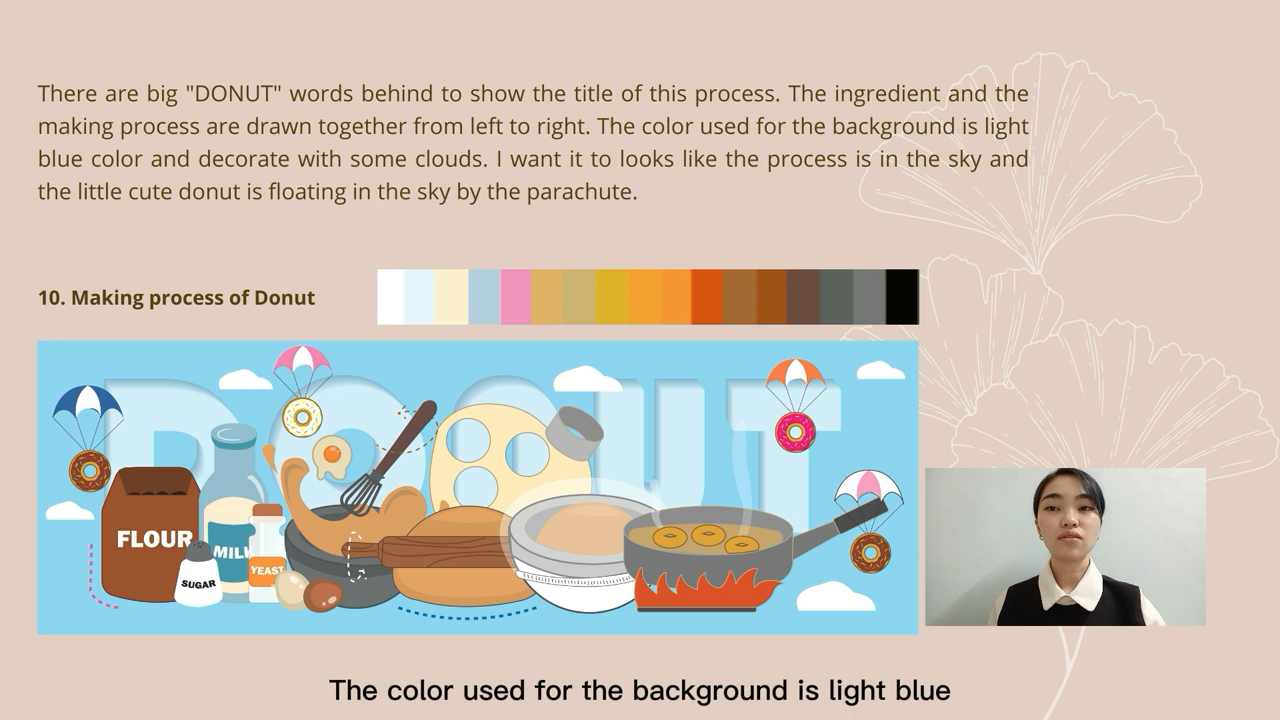 There are big "DONUT" words behind to show the title of this process. The ingredient and the
making process are drawn together from left to right. The color used for the background is light
blue color and decorate with some clouds. I want it to looks like the process is in the sky and
the little cute donut is floating in the sky by the parachute.
10. Making process of Donut
DONUT
FLOUR
MILK
SUGAR
YEAST
The color used for the background is light blue